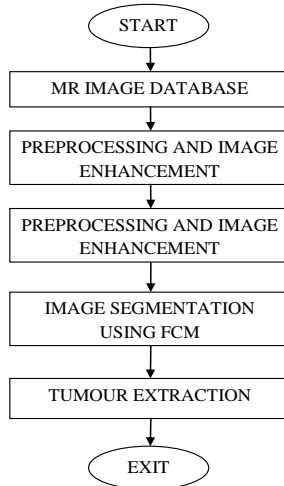 START
MR IMAGE DATABASE
PREPROCESSING AND IMAGE
ENHANCEMENT
PREPROCESSING AND IMAGE
ENHANCEMENT
IMAGE SEGMENTATION
USING FCM
TUMOUR EXTRACTION
EXIT